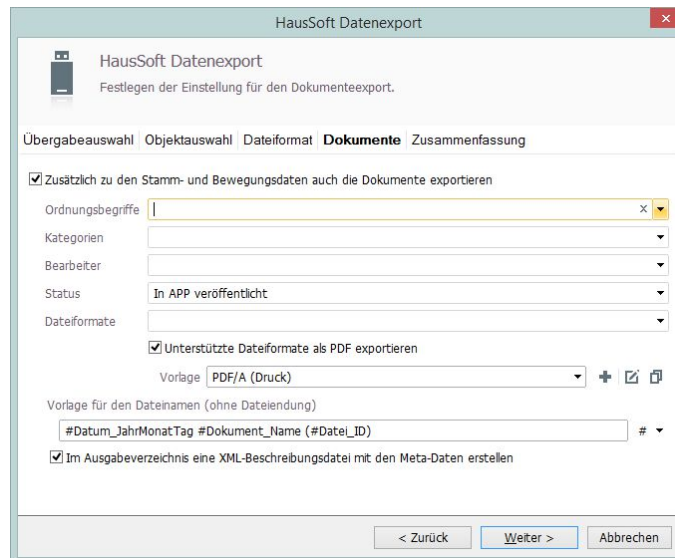 HausSoft Datenexport
HausSoft Datenexport
Festlegen der Einstellung für den Dokumenteexport.
Übergabeauswahl Objektauswahl Dateiformat Dokumente Zusammenfassung
Zusätzlich zu den Stamm- und Bewegungsdaten auch die Dokumente exportieren
Ordnungsbegriffe
Kategorien
Bearbeiter
Status In APP veröffentlicht
Dateiformate
Unterstützte Dateiformate als PDF exportieren
Vorlage PDF/A (Druck)
Vorlage für den Dateinamen (ohne Dateiendung)
#Datum_JahrMonatTag #Dokument_Name (#Datei_ID) #
Im Ausgabeverzeichnis eine XML-Beschreibungsdatei mit den Meta-Daten erstellen
< Zurück Weiter > Abbrechen